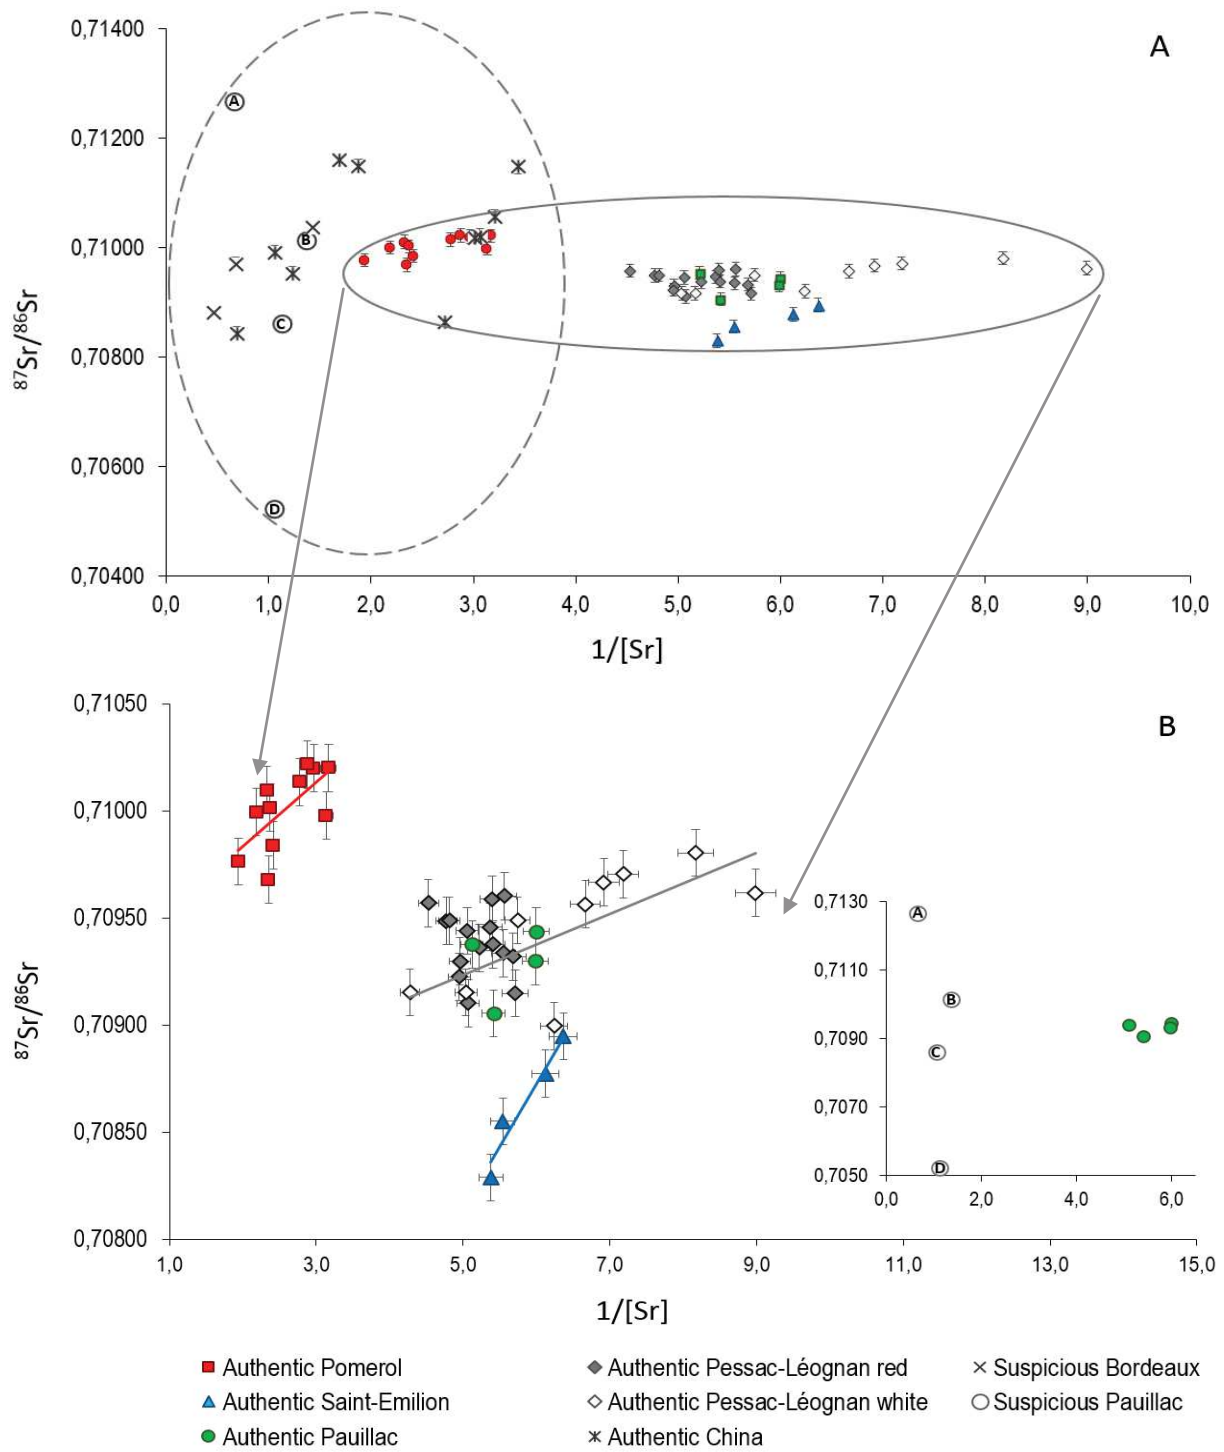 0,71400
A
0,71200
0,71000
0,70800
0,70600
0,70400
87Sr/86Sr
A
B
C
D
0,0 1,0 2,0 3,0 4,0 5,0 6,0 7,0 8,0 9,0 10,0
1/[Sr]
0,71050
B
0,71000
0,70950
0,70900
0,70850
0,70800
87Sr/86Sr
0,7130
0,7110
0,7090
0,7070
0,7050
A
B
C
D
0,0 2,0 4,0 6,0
1,0 3,0 5,0 7,0 9,0 11,0 13,0 15,0
1/[Sr]
Authentic Pomerol Authentic Pessac-Léognan red Suspicious Bordeaux
Authentic Saint-Emilion Authentic Pessac-Léognan white Suspicious Pauillac
Authentic Pauillac Authentic China